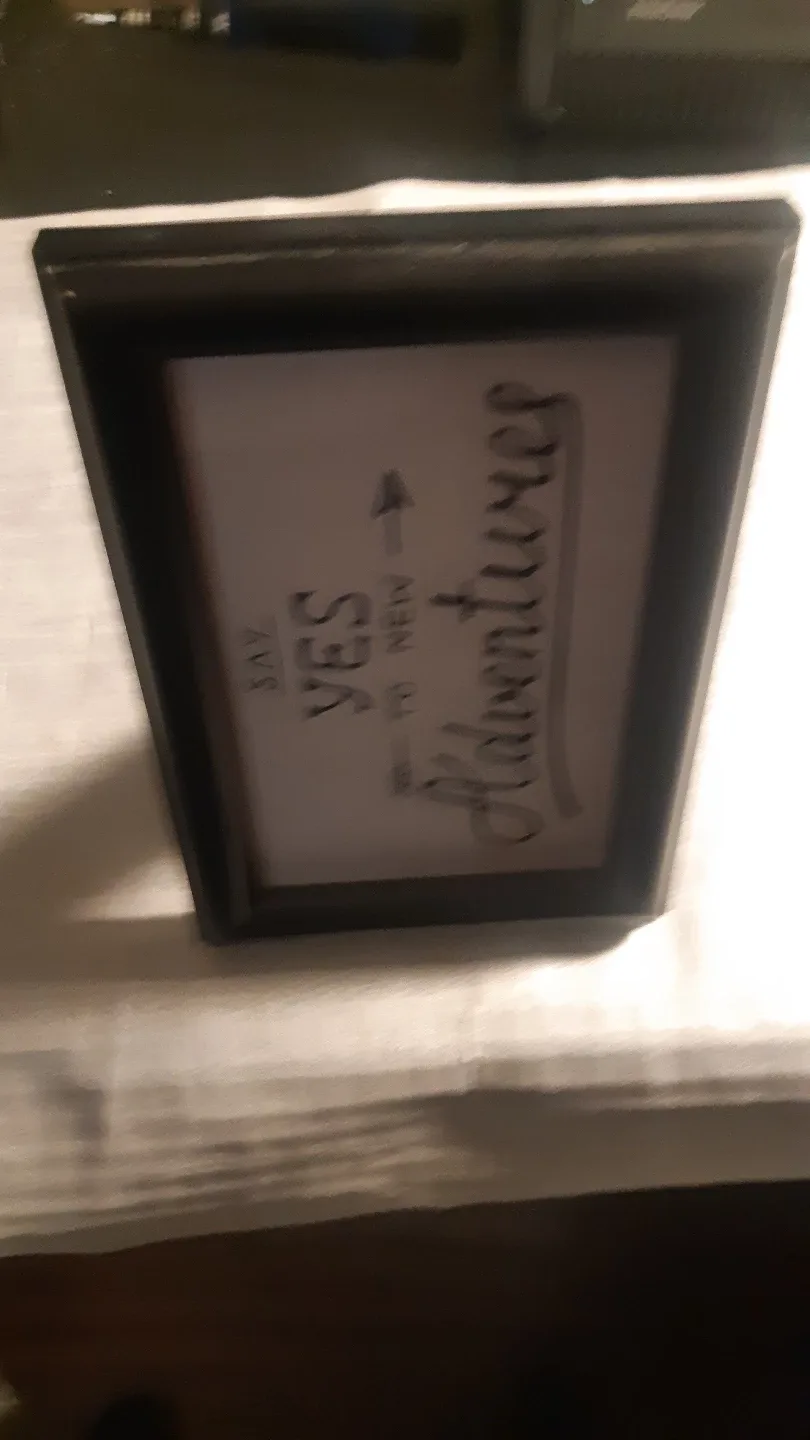 SAY
YES
TO NEW
Adventures